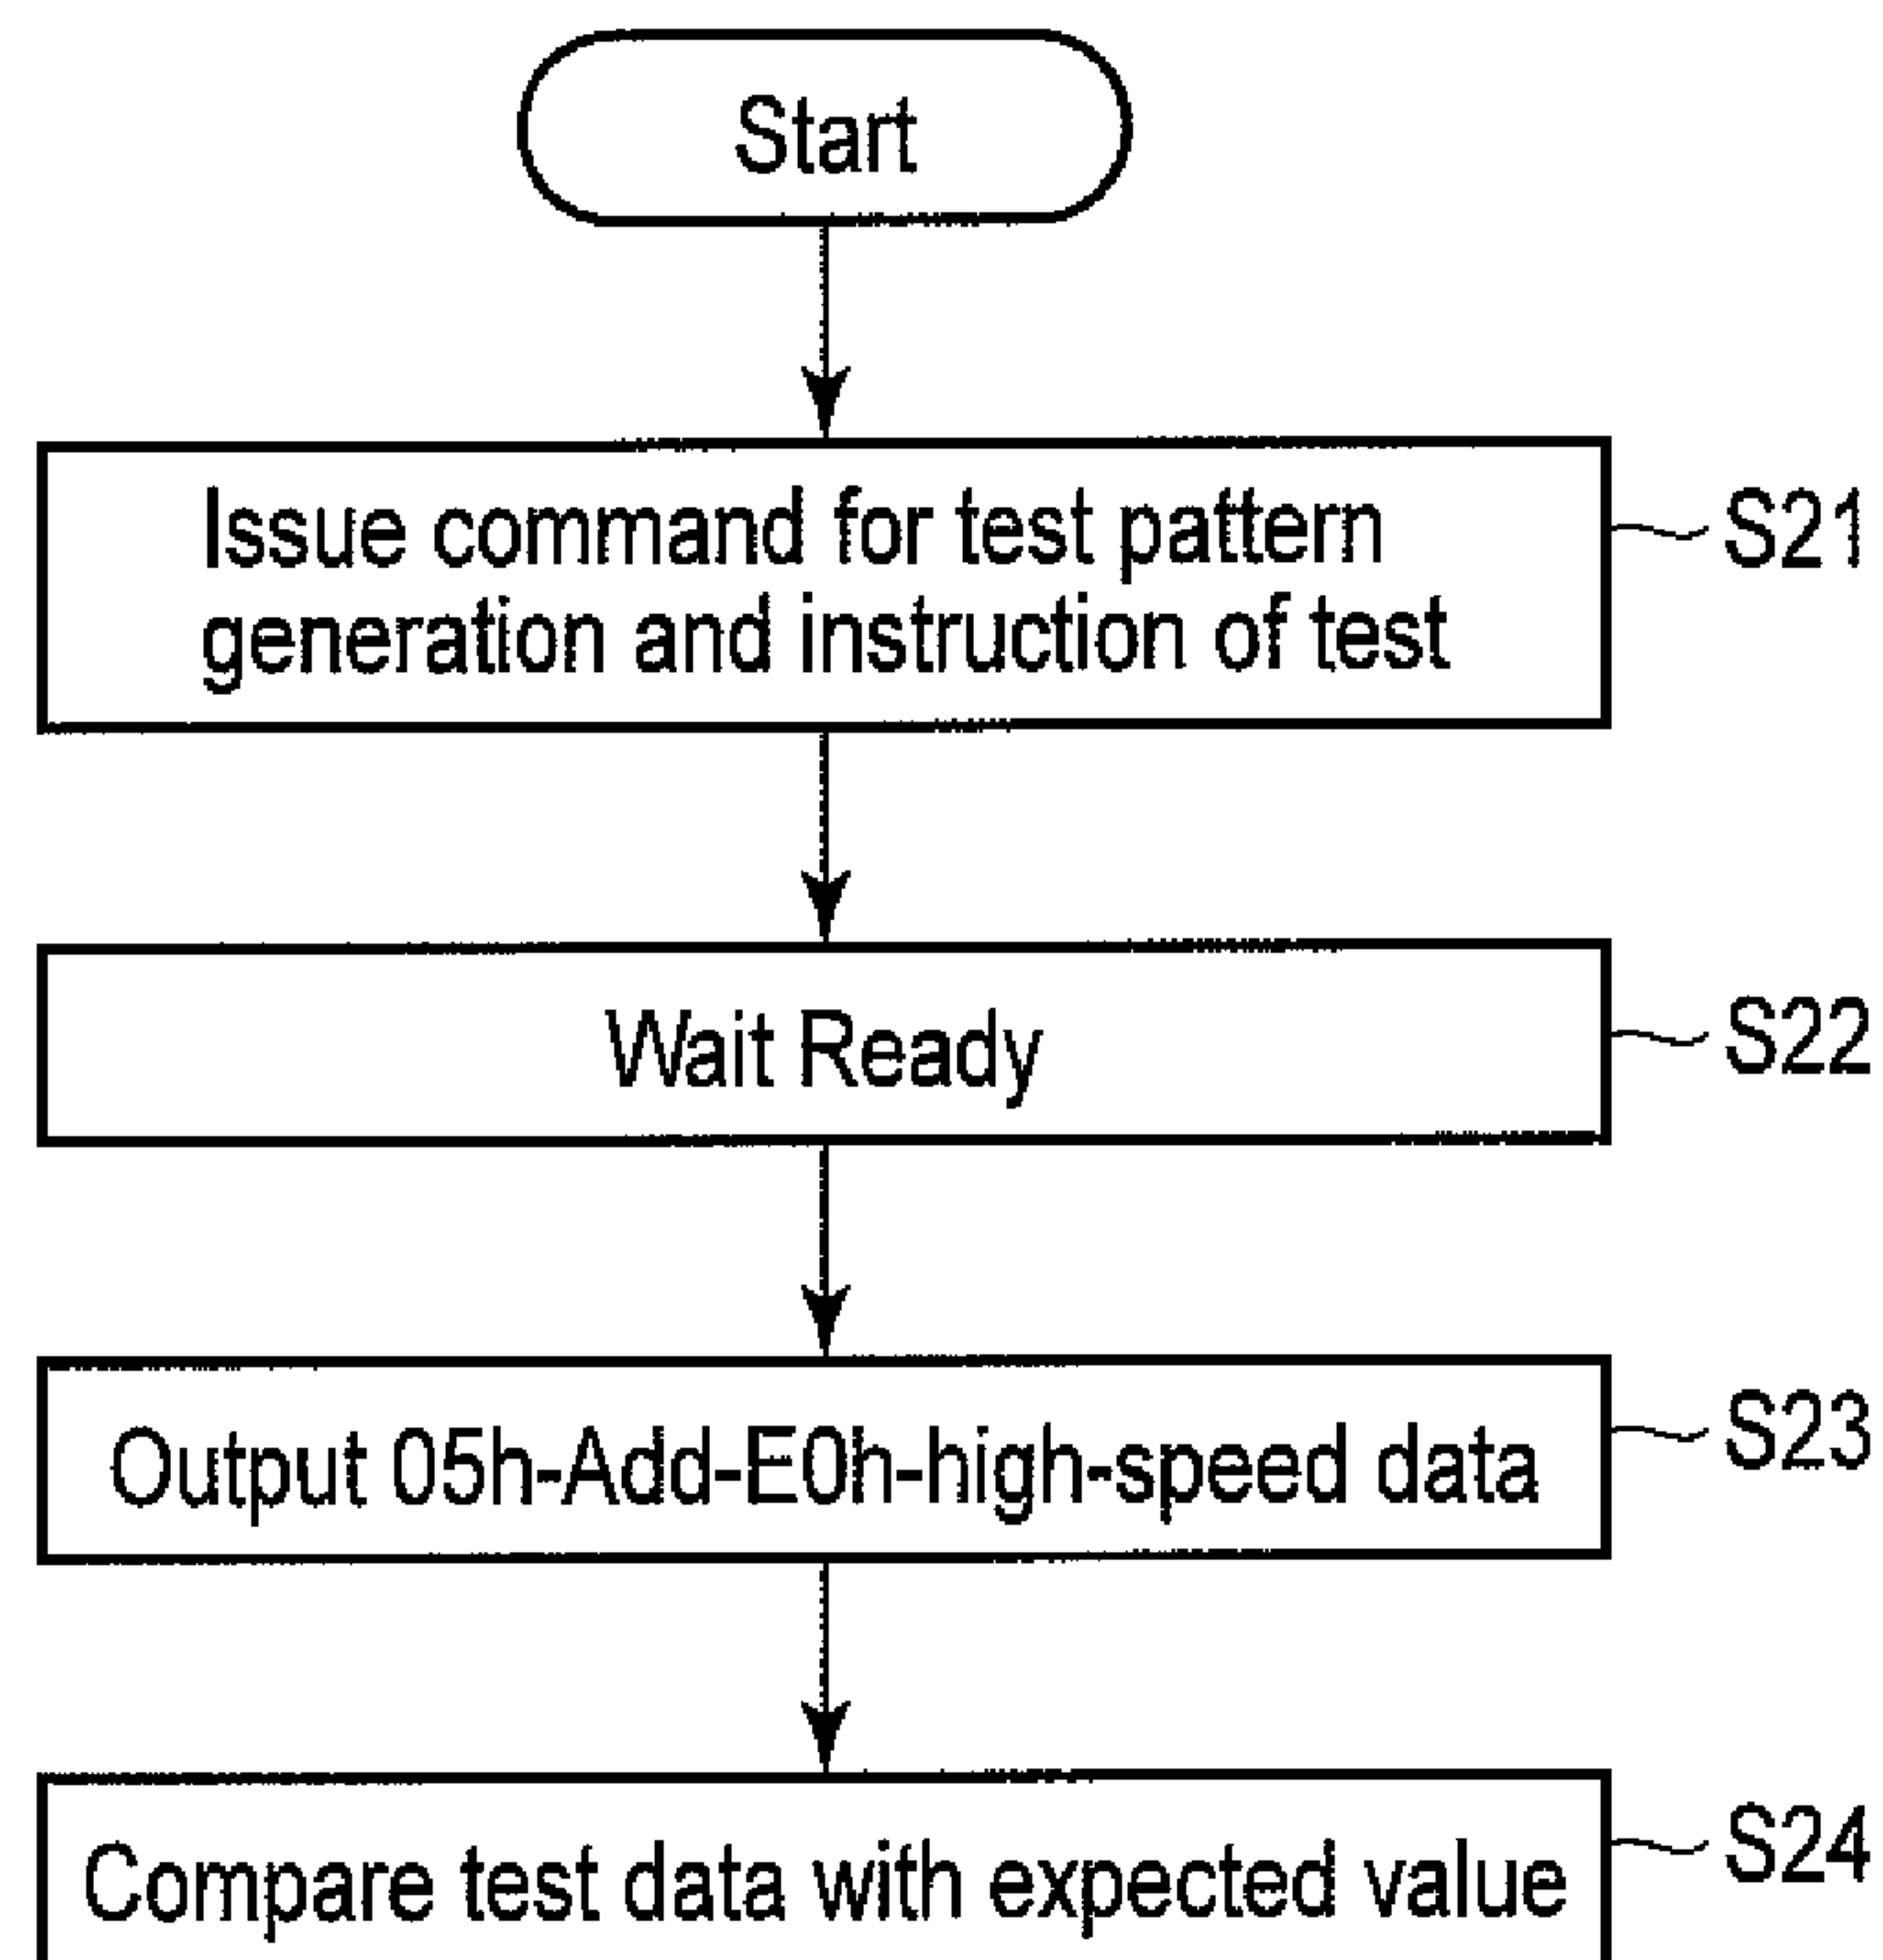 Start
Issue command for test pattern
generation and instruction of test
S21
Wait Ready
S22
Output 05h-Add-E0h-high-speed data
S23
Compare test data with expected value
S24